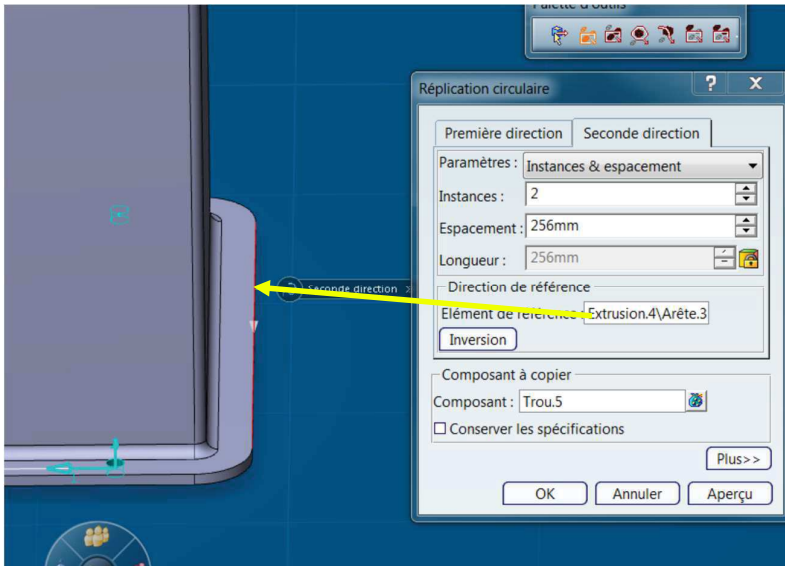 Palette d'outils
Réplication circulaire
? X
Première direction Seconde direction
Paramètres : Instances & espacement
Instances : 2
Espacement : 256mm
Longueur : 256mm
Direction de référence
Elément de référence : Extrusion.4\Arête.3
Inversion
Seconde direction
Composant à copier
Composant : Trou.5
Conserver les spécifications
Plus>>
OK Annuler Aperçu